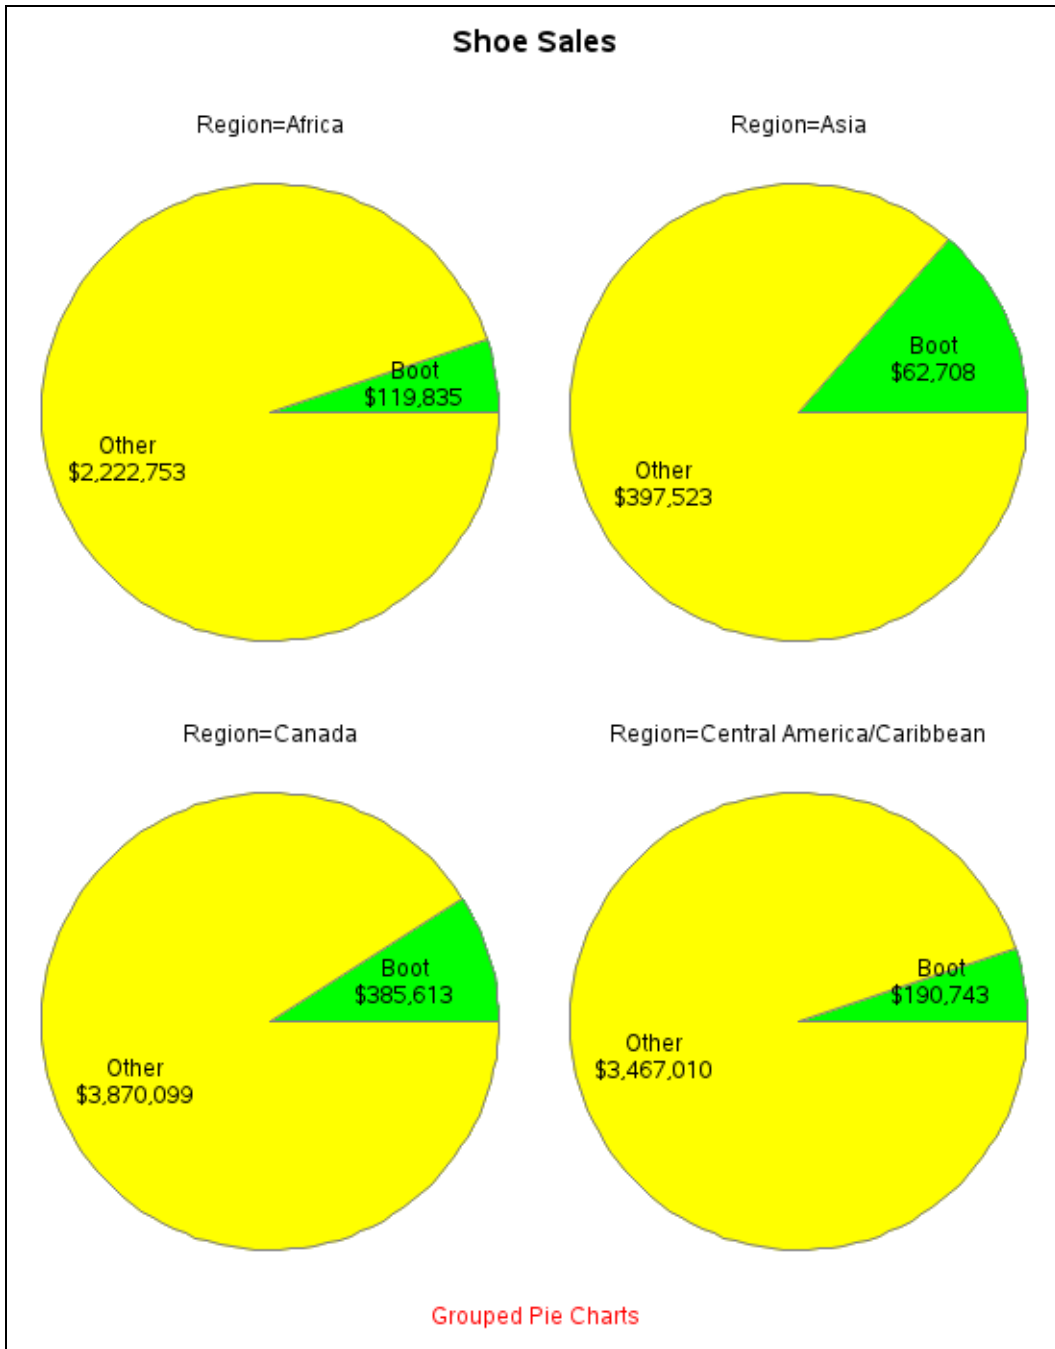 Shoe Sales
Region=Africa
Boot
$119,835
Other
$2,222,753
Region=Asia
Boot
$62,708
Other
$397,523
Region=Canada
Boot
$385,613
Other
$3,870,099
Region=Central America/Caribbean
Boot
$190,743
Other
$3,467,010
Grouped Pie Charts